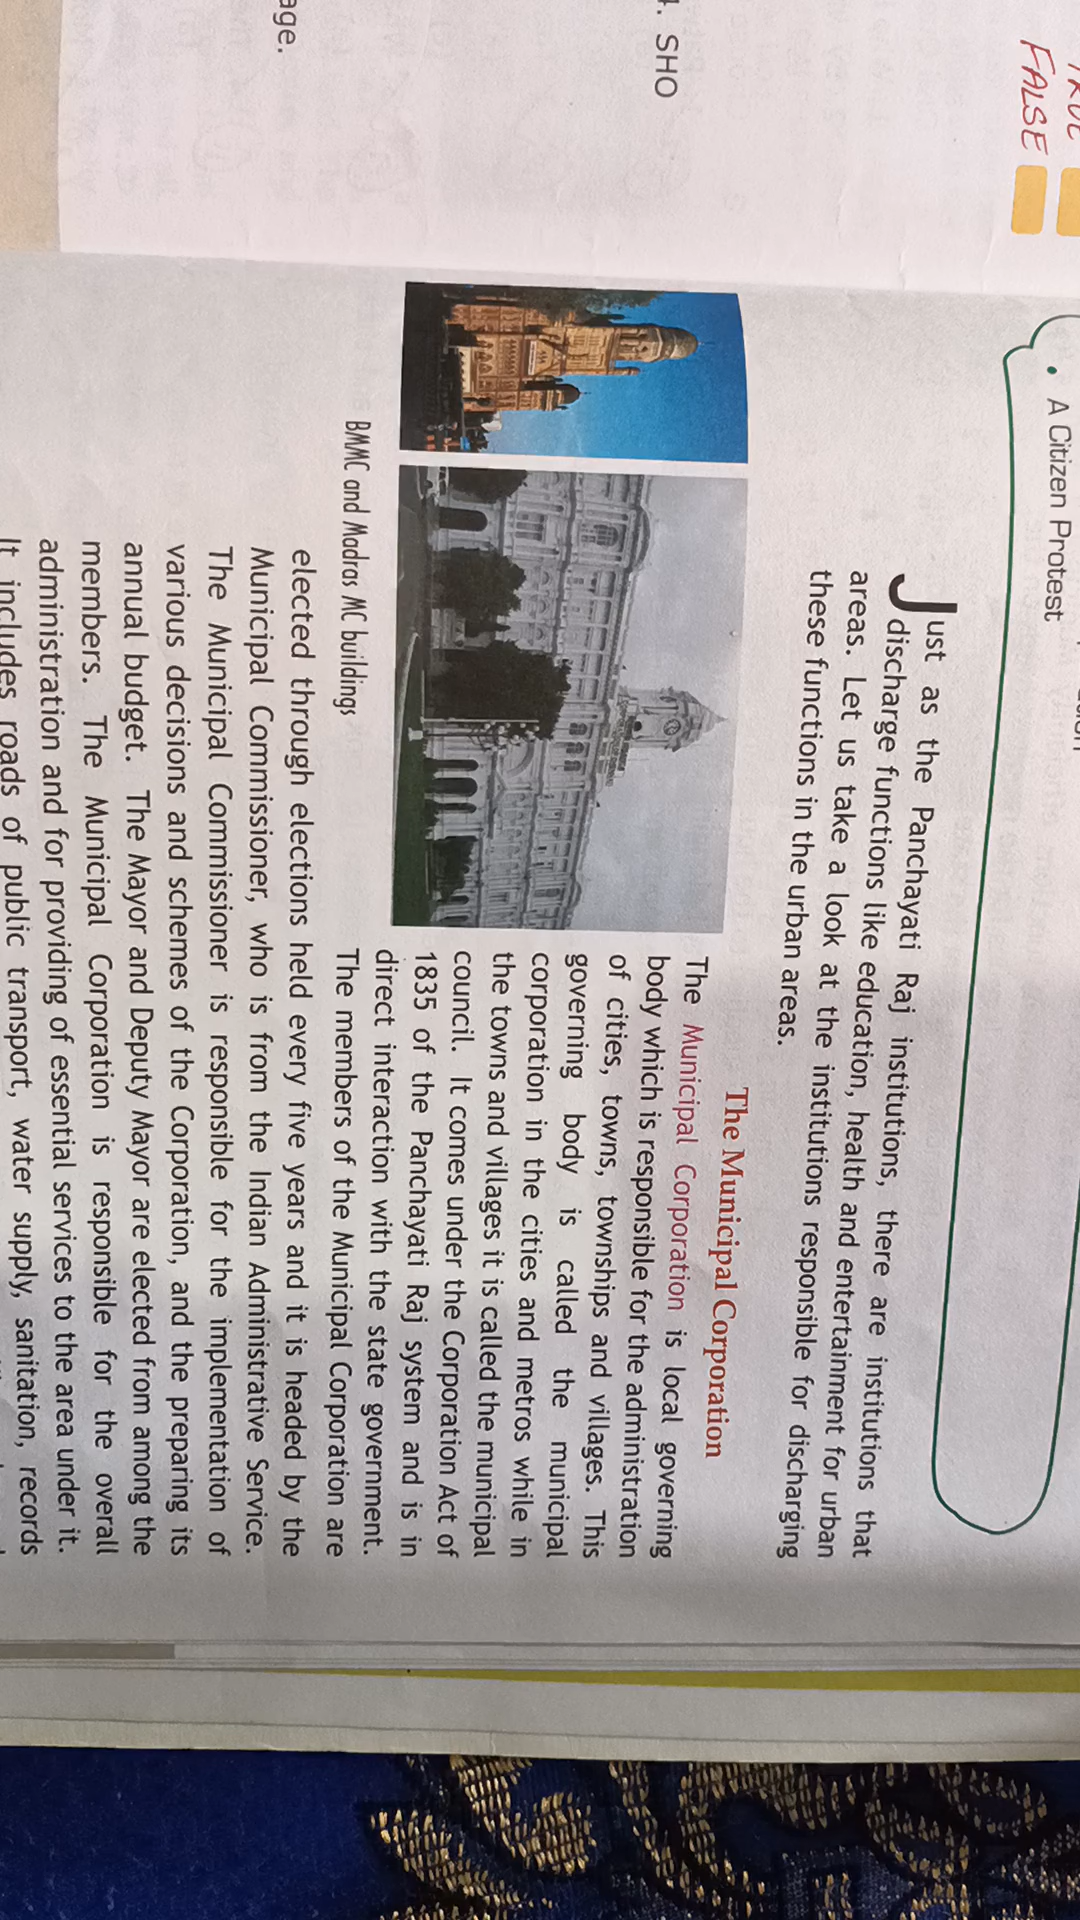 FALSE
4. SHO
age.
• A Citizen Protest
Just as the Panchayati Raj institutions, there are institutions that
discharge functions like education, health and entertainment for urban
areas. Let us take a look at the institutions responsible for discharging
these functions in the urban areas.
The Municipal Corporation
The Municipal Corporation is local governing
body which is responsible for the administration
of cities, towns, townships and villages. This
governing body is called the municipal
corporation in the cities and metros while in
the towns and villages it is called the municipal
council. It comes under the Corporation Act of
1835 of the Panchayati Raj system and is in
direct interaction with the state government.
The members of the Municipal Corporation are
BMMC and Madras MC buildings
elected through elections held every five years and it is headed by the
Municipal Commissioner, who is from the Indian Administrative Service.
The Municipal Commissioner is responsible for the implementation of
various decisions and schemes of the Corporation, and the preparing its
annual budget. The Mayor and Deputy Mayor are elected from among the
members. The Municipal Corporation is responsible for the overall
administration and for providing of essential services to the area under it.
It includes roads of public transport, water supply, sanitation, records